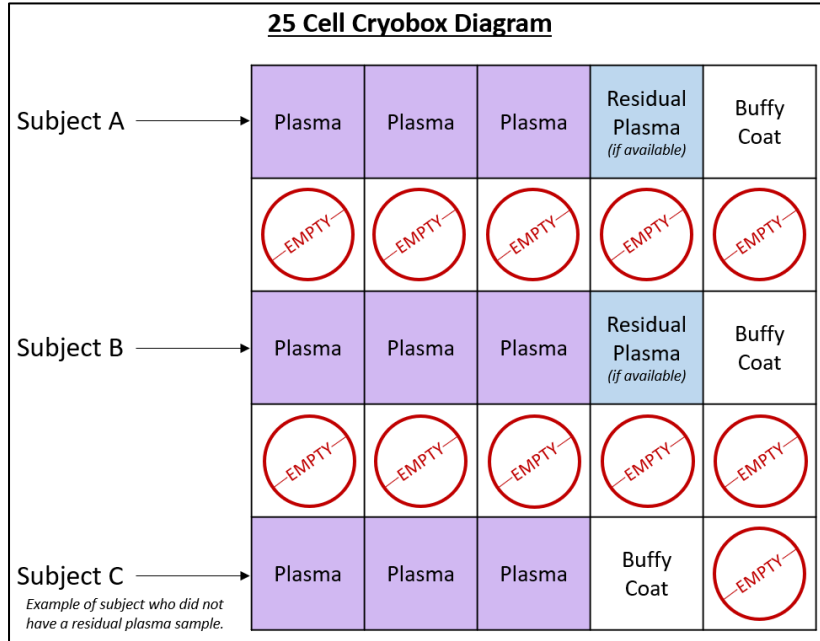 25 Cell Cryobox Diagram
Subject A
Plasma
Plasma
Plasma
Residual
Plasma
(if available)
Buffy
Coat
EMPTY
EMPTY
EMPTY
EMPTY
EMPTY
Subject B
Plasma
Plasma
Plasma
Residual
Plasma
(if available)
Buffy
Coat
EMPTY
EMPTY
EMPTY
EMPTY
EMPTY
Subject C
Example of subject who did not
have a residual plasma sample.
Plasma
Plasma
Plasma
Buffy
Coat
EMPTY